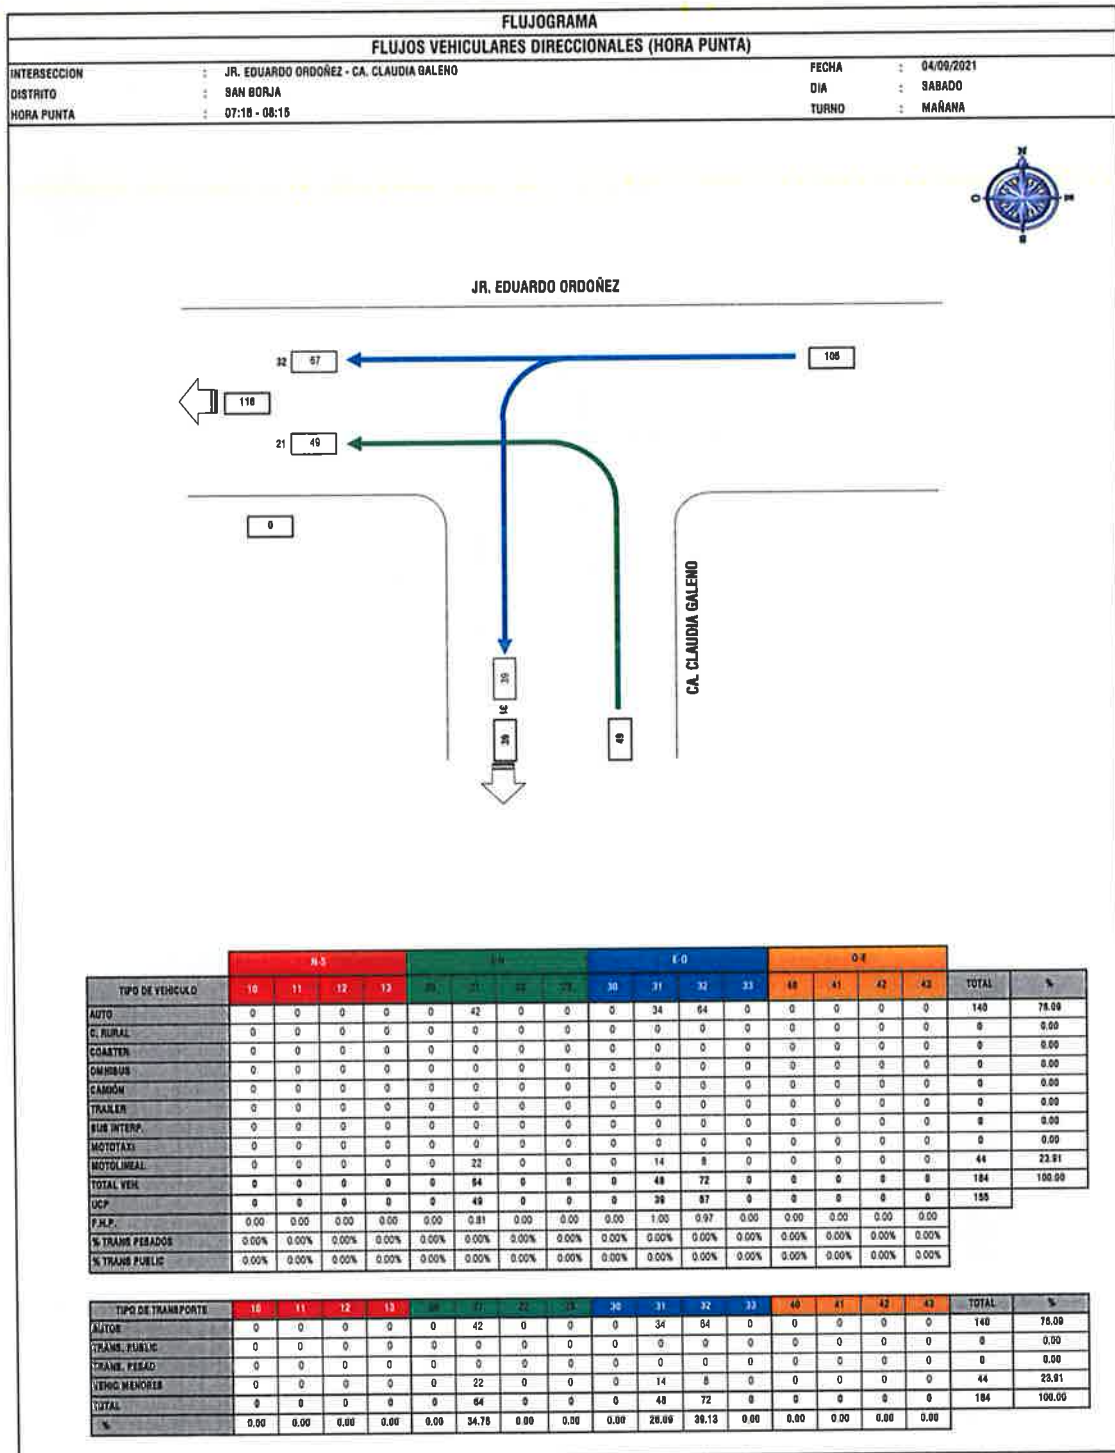 FLUJOGRAMA
FLUJOS VEHICULARES DIRECCIONALES (HORA PUNTA)
INTERSECCION : JR. EDUARDO ORDOÑEZ - CA. CLAUDIA GALENO FECHA : 04/09/2021
DISTRITO : SAN BORJA DIA : SABADO
HORA PUNTA : 07:15 - 08:15 TURNO : MAÑANA
N
O E
S
JR. EDUARDO ORDOÑEZ
32 67 106
116
21 49
0
CA. CLAUDIA GALENO
39
31
39 49
N-S S-N E-O O-E
TIPO DE VEHICULO 10 11 12 13 20 21 22 23 30 31 32 33 40 41 42 43 TOTAL %
AUTO 0 0 0 0 0 42 0 0 0 34 64 0 0 0 0 0 140 76.09
C. RURAL 0 0 0 0 0 0 0 0 0 0 0 0 0 0 0 0 0 0.00
COASTER 0 0 0 0 0 0 0 0 0 0 0 0 0 0 0 0 0 0.00
OMNIBUS 0 0 0 0 0 0 0 0 0 0 0 0 0 0 0 0 0 0.00
CAMIÓN 0 0 0 0 0 0 0 0 0 0 0 0 0 0 0 0 0 0.00
TRAILER 0 0 0 0 0 0 0 0 0 0 0 0 0 0 0 0 0 0.00
BUS INTERP. 0 0 0 0 0 0 0 0 0 0 0 0 0 0 0 0 0 0.00
MOTOTAXI 0 0 0 0 0 0 0 0 0 0 0 0 0 0 0 0 0 0.00
MOTOLINEAL 0 0 0 0 0 22 0 0 0 14 8 0 0 0 0 0 44 23.91
TOTAL VEH. 0 0 0 0 0 64 0 0 0 48 72 0 0 0 0 0 184 100.00
UCP 0 0 0 0 0 49 0 0 0 39 67 0 0 0 0 0 155
F.H.P. 0.00 0.00 0.00 0.00 0.00 0.81 0.00 0.00 0.00 1.00 0.97 0.00 0.00 0.00 0.00 0.00
% TRANS PESADOS 0.00% 0.00% 0.00% 0.00% 0.00% 0.00% 0.00% 0.00% 0.00% 0.00% 0.00% 0.00% 0.00% 0.00% 0.00% 0.00%
% TRANS PUBLIC 0.00% 0.00% 0.00% 0.00% 0.00% 0.00% 0.00% 0.00% 0.00% 0.00% 0.00% 0.00% 0.00% 0.00% 0.00% 0.00%
TIPO DE TRANSPORTE 10 11 12 13 20 21 22 23 30 31 32 33 40 41 42 43 TOTAL %
AUTOS 0 0 0 0 0 42 0 0 0 34 64 0 0 0 0 0 140 76.09
TRANS. PUBLIC 0 0 0 0 0 0 0 0 0 0 0 0 0 0 0 0 0 0.00
TRANS. PESAD 0 0 0 0 0 0 0 0 0 0 0 0 0 0 0 0 0 0.00
VEHIC MENORES 0 0 0 0 0 22 0 0 0 14 8 0 0 0 0 0 44 23.91
TOTAL 0 0 0 0 0 64 0 0 0 48 72 0 0 0 0 0 184 100.00
% 0.00 0.00 0.00 0.00 0.00 34.78 0.00 0.00 0.00 26.09 39.13 0.00 0.00 0.00 0.00 0.00